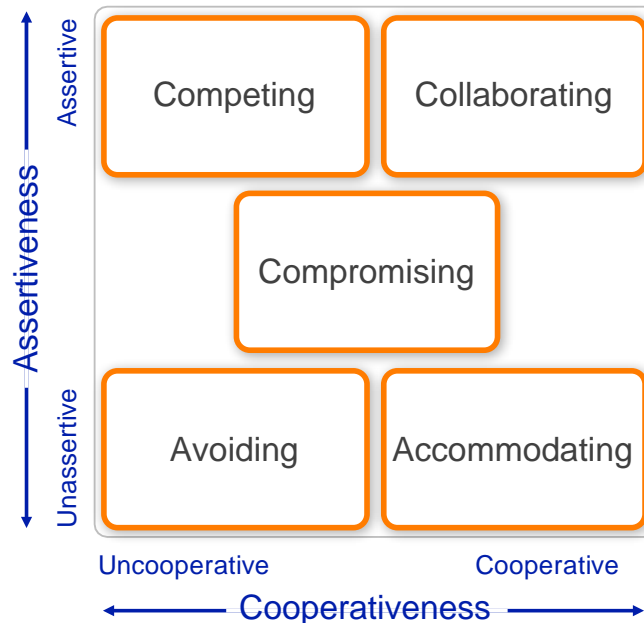 Assertiveness
Assertive
Unassertive
Competing
Collaborating
Compromising
Avoiding
Accommodating
Uncooperative
Cooperative
Cooperativeness